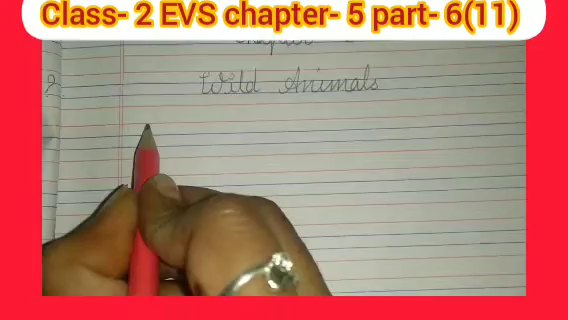 Class- 2 EVS chapter- 5 part- 6(11)
Wild Animals